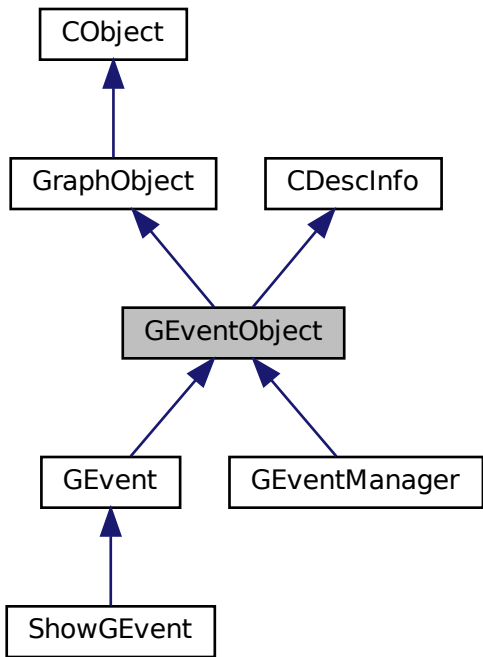 CObject
GraphObject
CDescInfo
GEventObject
GEvent
GEventManager
ShowGEvent